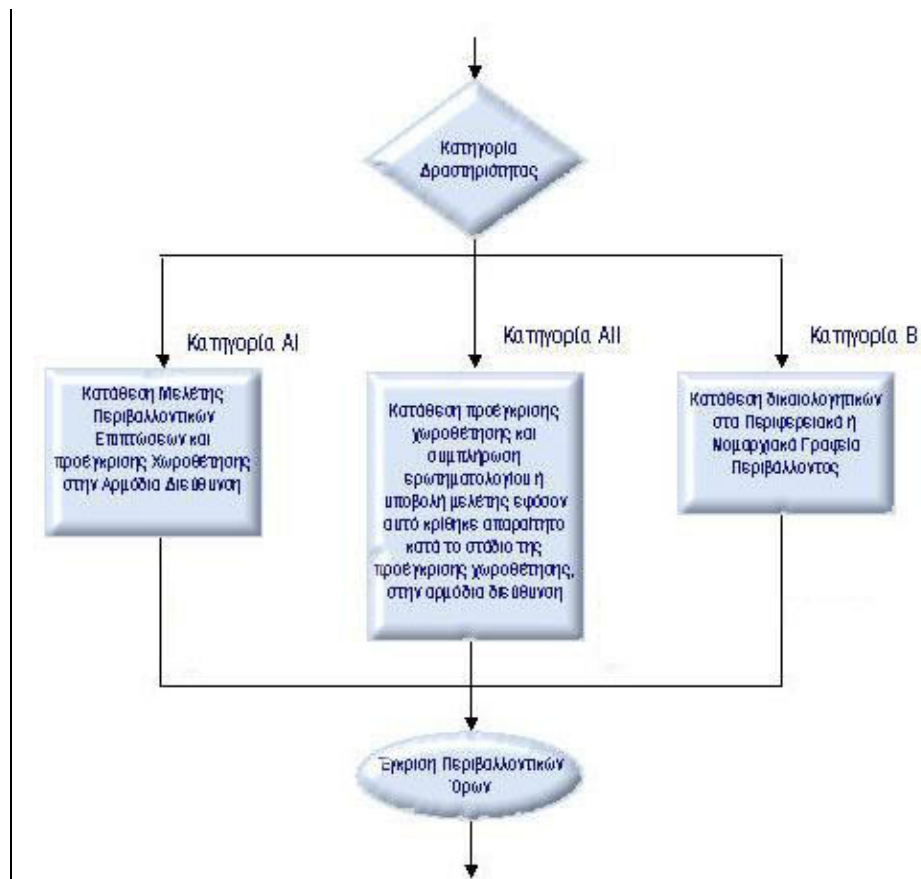 Κατηγορία
Δραστηριότητας
Κατηγορία ΑΙ
Κατηγορία ΑΙΙ
Κατηγορία Β
Κατάθεση Μελέτης
Περιβαλλοντικών
Επιπτώσεων και
προέγκρισης Χωροθέτησης
στην Αρμόδια Διεύθυνση
Κατάθεση προέγκρισης
χωροθέτησης και
συμπλήρωση
ερωτηματολογίου ή
υποβολή μελέτης εφόσον
αυτό κρίθηκε απαραίτητο
κατά το στάδιο της
προέγκρισης χωροθέτησης,
στην αρμόδια διεύθυνση
Κατάθεση δικαιολογητικών
στα Περιφερειακά ή
Νομαρχιακά Γραφεία
Περιβάλλοντος
Έγκριση Περιβαλλοντικών
Όρων